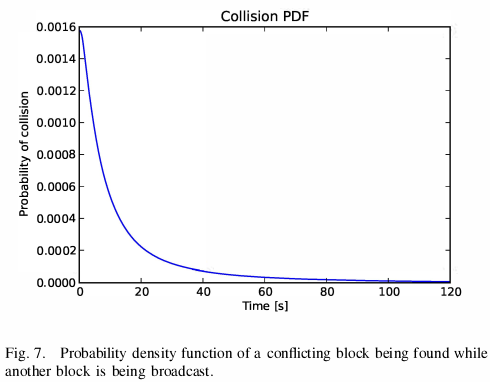 Collision PDF
Probability of collision
0.0016
0.0014
0.0012
0.0010
0.0008
0.0006
0.0004
0.0002
0.0000
0 20 40 60 80 100 120
Time [s]
Fig. 7. Probability density function of a conflicting block being found while
another block is being broadcast.